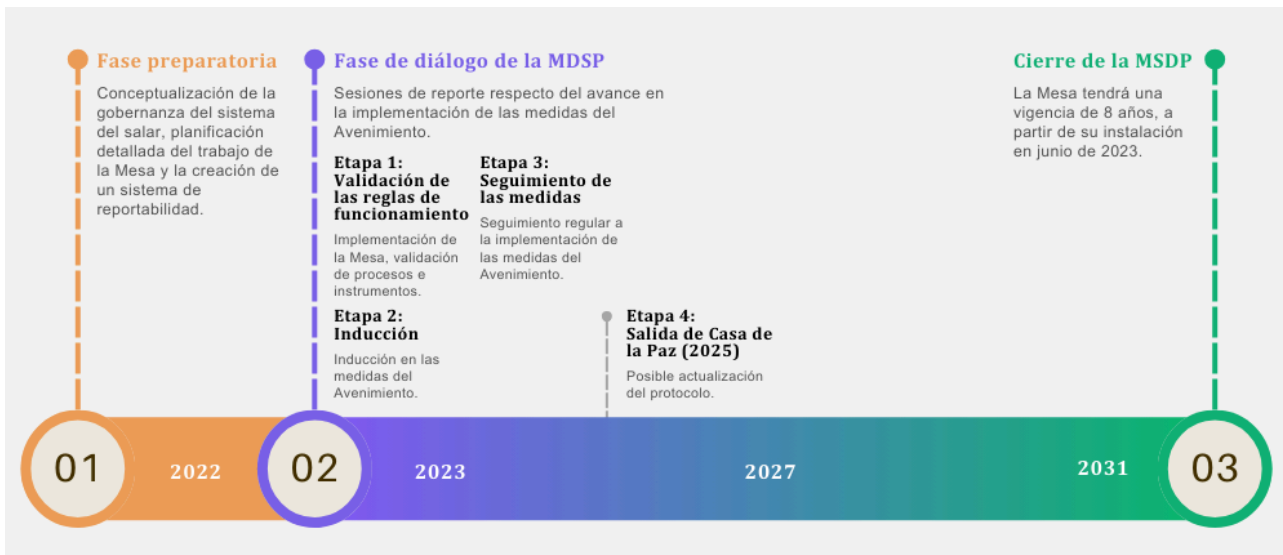 Fase preparatoria
Conceptualización de la
gobernanza del sistema
del salar, planificación
detallada del trabajo de
la Mesa y la creación de
un sistema de
reportabilidad.
Fase de diálogo de la MDSP
Sesiones de reporte respecto del avance en
la implementación de las medidas del
Avenimiento.
Etapa 1:
Validación de
las reglas de
funcionamiento
Implementación de
la Mesa, validación
de procesos e
instrumentos.
Etapa 2:
Inducción
Inducción en las
medidas del
Avenimiento.
Etapa 3:
Seguimiento de
las medidas
Seguimiento regular a
la implementación de
las medidas del
Avenimiento.
Etapa 4:
Salida de Casa de
la Paz (2025)
Posible actualización
del protocolo.
Cierre de la MSDP
La Mesa tendrá una
vigencia de 8 años, a
partir de su instalación
en junio de 2023.
01
2022
02
2023
2027
2031
03